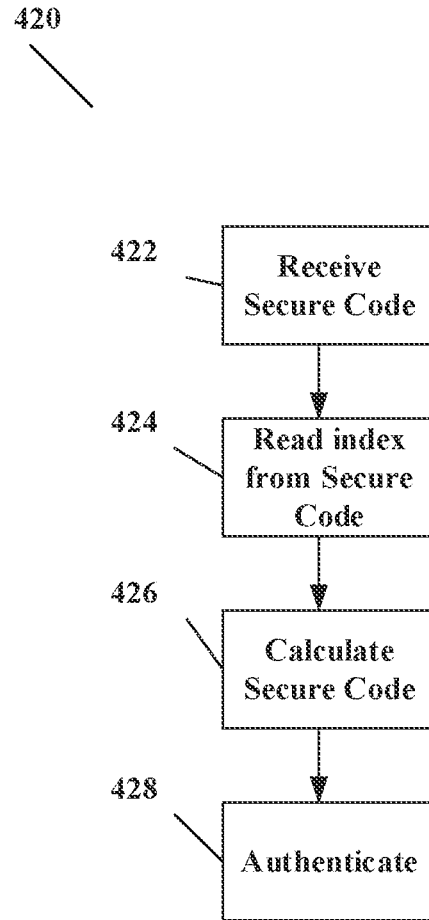 420
422
Receive
Secure Code
424
Read index
from Secure
Code
426
Calculate
Secure Code
428
Authenticate